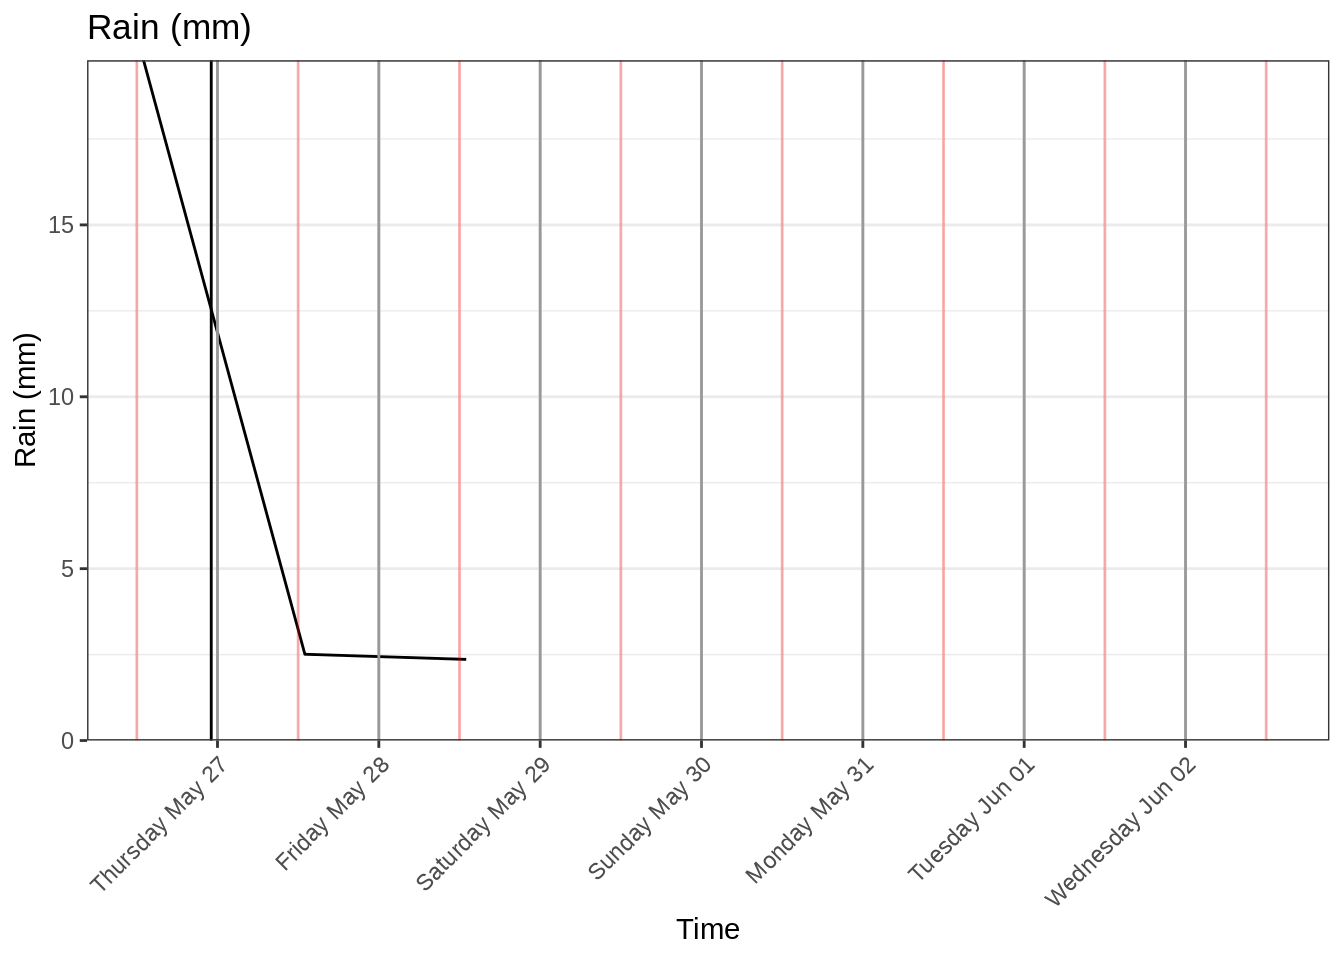 Rain (mm)
Rain (mm)
15
10
5
0
Thursday May 27
Friday May 28
Saturday May 29
Sunday May 30
Monday May 31
Tuesday Jun 01
Wednesday Jun 02
Time